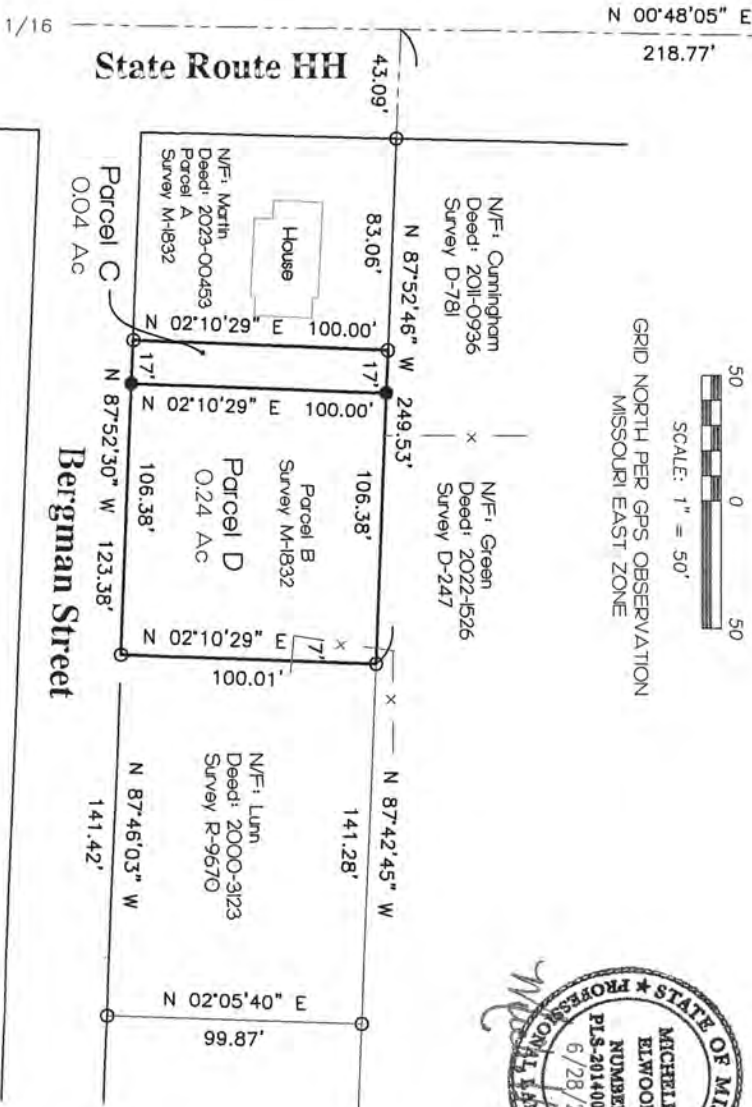 N 00°48'05" E
218.77'
1/16
State Route HH
43.09'
N/F: Cunningham
Deed: 2011-0936
Survey D-781
GRID NORTH PER GPS OBSERVATION
MISSOURI EAST ZONE
SCALE: 1" = 50'
50 0 50
N 87°52'46" W 249.53'
83.06'
17'
106.38'
N/F: Martin
Deed: 2023-00453
Parcel A
Survey M-1832
House
Parcel C
0.04 Ac
N 02°10'29" E 100.00'
17'
N 02°10'29" E 100.00'
N/F: Green
Deed: 2022-1526
Survey D-247
x
Parcel B
Survey M-1832
Parcel D
0.24 Ac
106.38'
N 87°52'30" W 123.38'
Bergman Street
N 02°10'29" E
100.01'
7'
x
x
N 87°42'45" W
141.28'
N/F: Lunn
Deed: 2000-3123
Survey R-9670
N 87°46'03" W
141.42'
N 02°05'40" E
99.87'
STATE OF
PROFESSIONAL